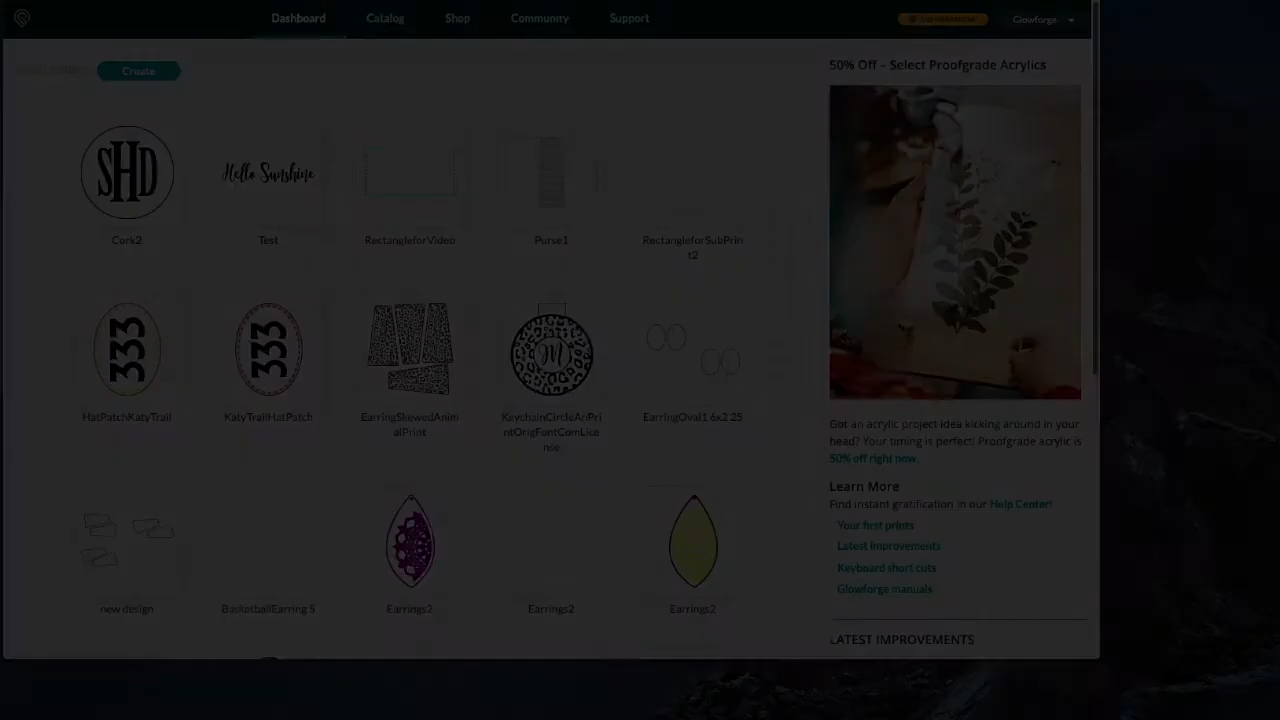 Dashboard
Catalog
Shop
Community
Support
Glowforge
Create
50% Off – Select Proofgrade Acrylics
SHD
Hello Sunshine
Cork2
Test
RectangleforVideo
Purse1
RectangleforSubPrin
t2
333
333
M
HatPatchKatyTrail
KatyTrailHatPatch
EarringSkewedAnim
alPrint
KeychainCircleAnPri
ntOrigFontComLice
nse
EarringOval1 6x2 25
Got an acrylic project idea kicking around in your
head? Your timing is perfect! Proofgrade acrylic is
50% off right now.
Learn More
Find instant gratification in our Help Center!
Your first prints
Latest improvements
Keyboard short cuts
Glowforge manuals
new design
BasketballEarring 5
Earrings2
Earrings2
Earrings2
LATEST IMPROVEMENTS